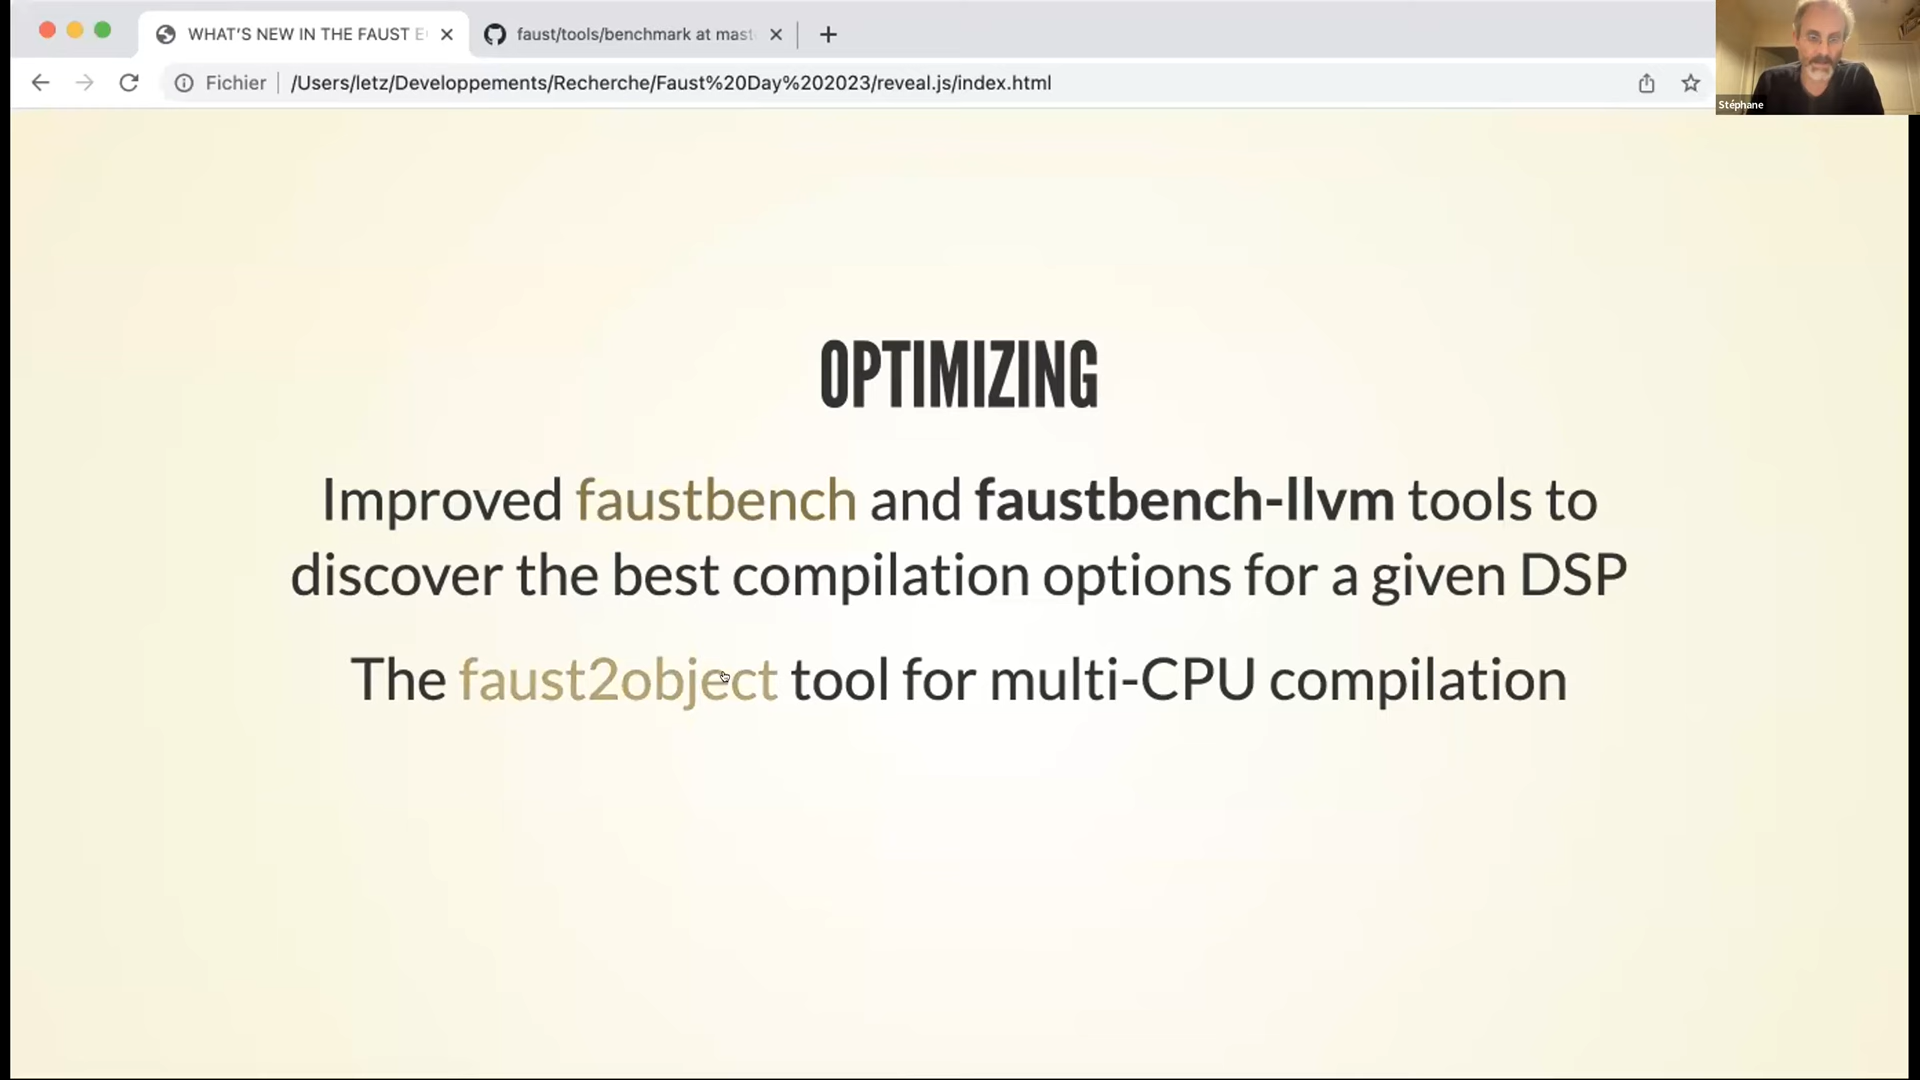 WHAT'S NEW IN THE FAUST E
faust/tools/benchmark at mast
Fichier
/Users/letz/Developpements/Recherche/Faust%20Day%202023/reveal.js/index.html
Stéphane
OPTIMIZING
Improved faustbench and faustbench-llvm tools to
discover the best compilation options for a given DSP
The faust2object tool for multi-CPU compilation